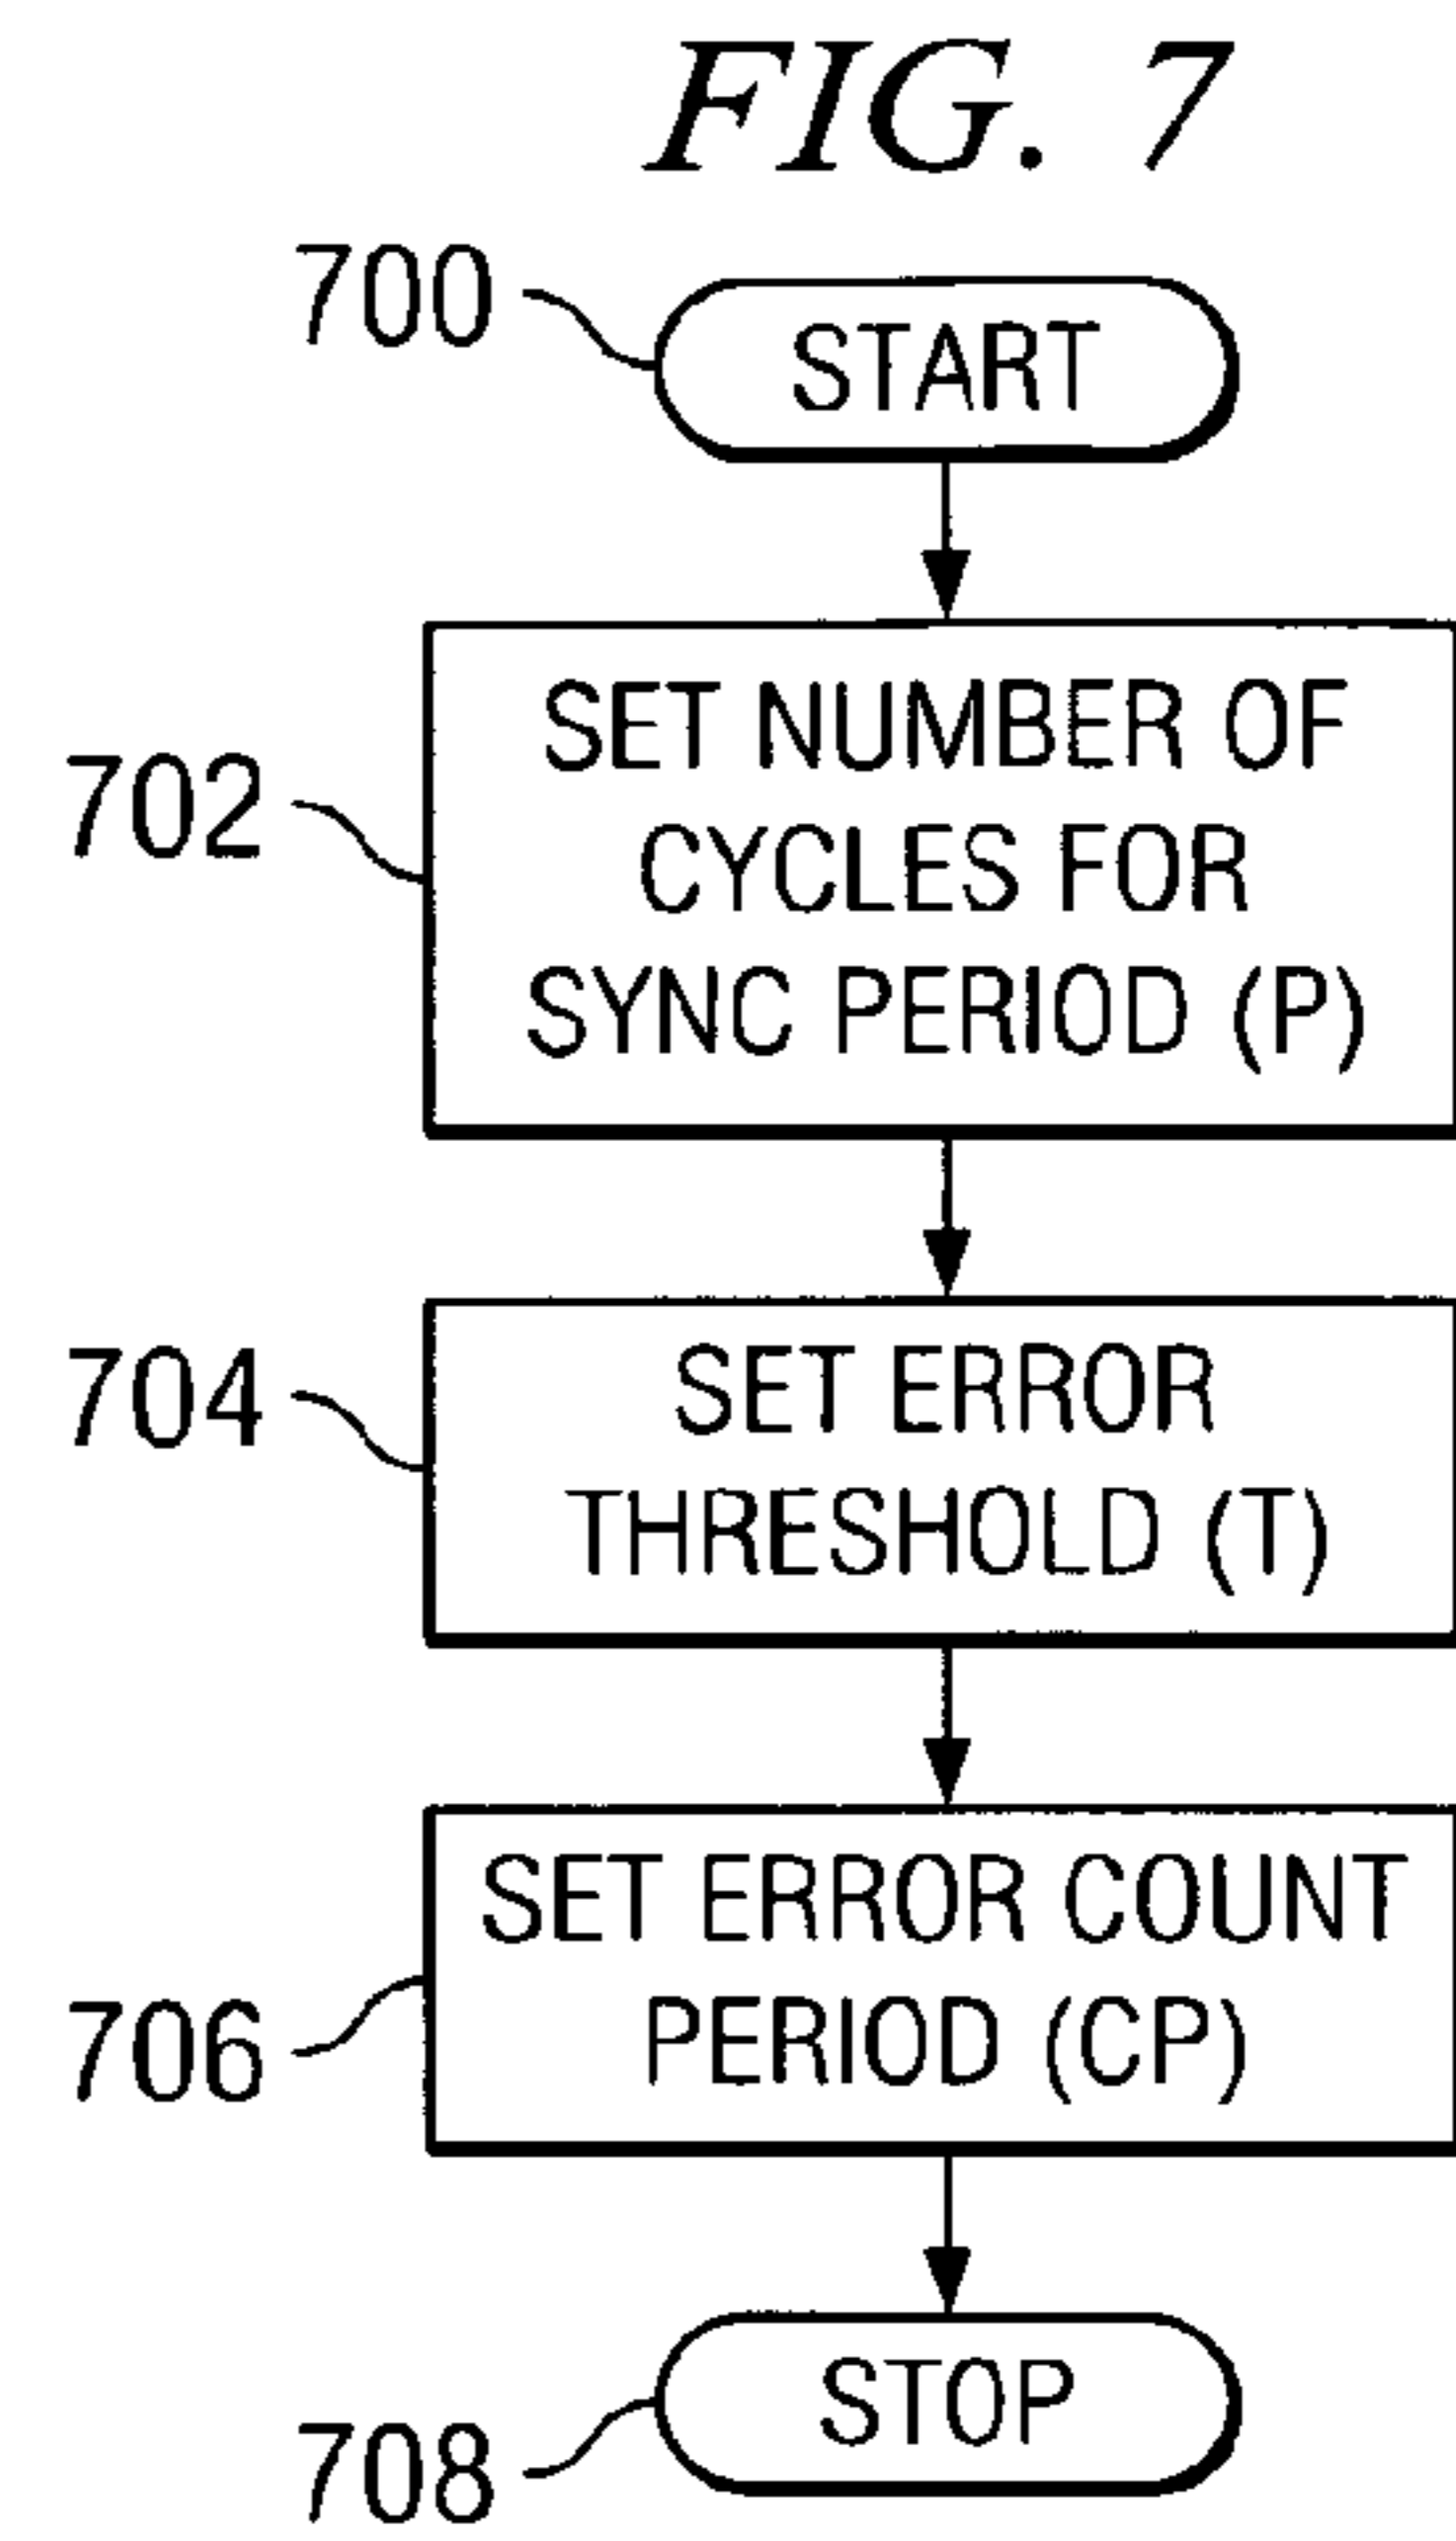 FIG. 7
700
START
702
SET NUMBER OF
CYCLES FOR
SYNC PERIOD (P)
704
SET ERROR
THRESHOLD (T)
706
SET ERROR COUNT
PERIOD (CP)
708
STOP